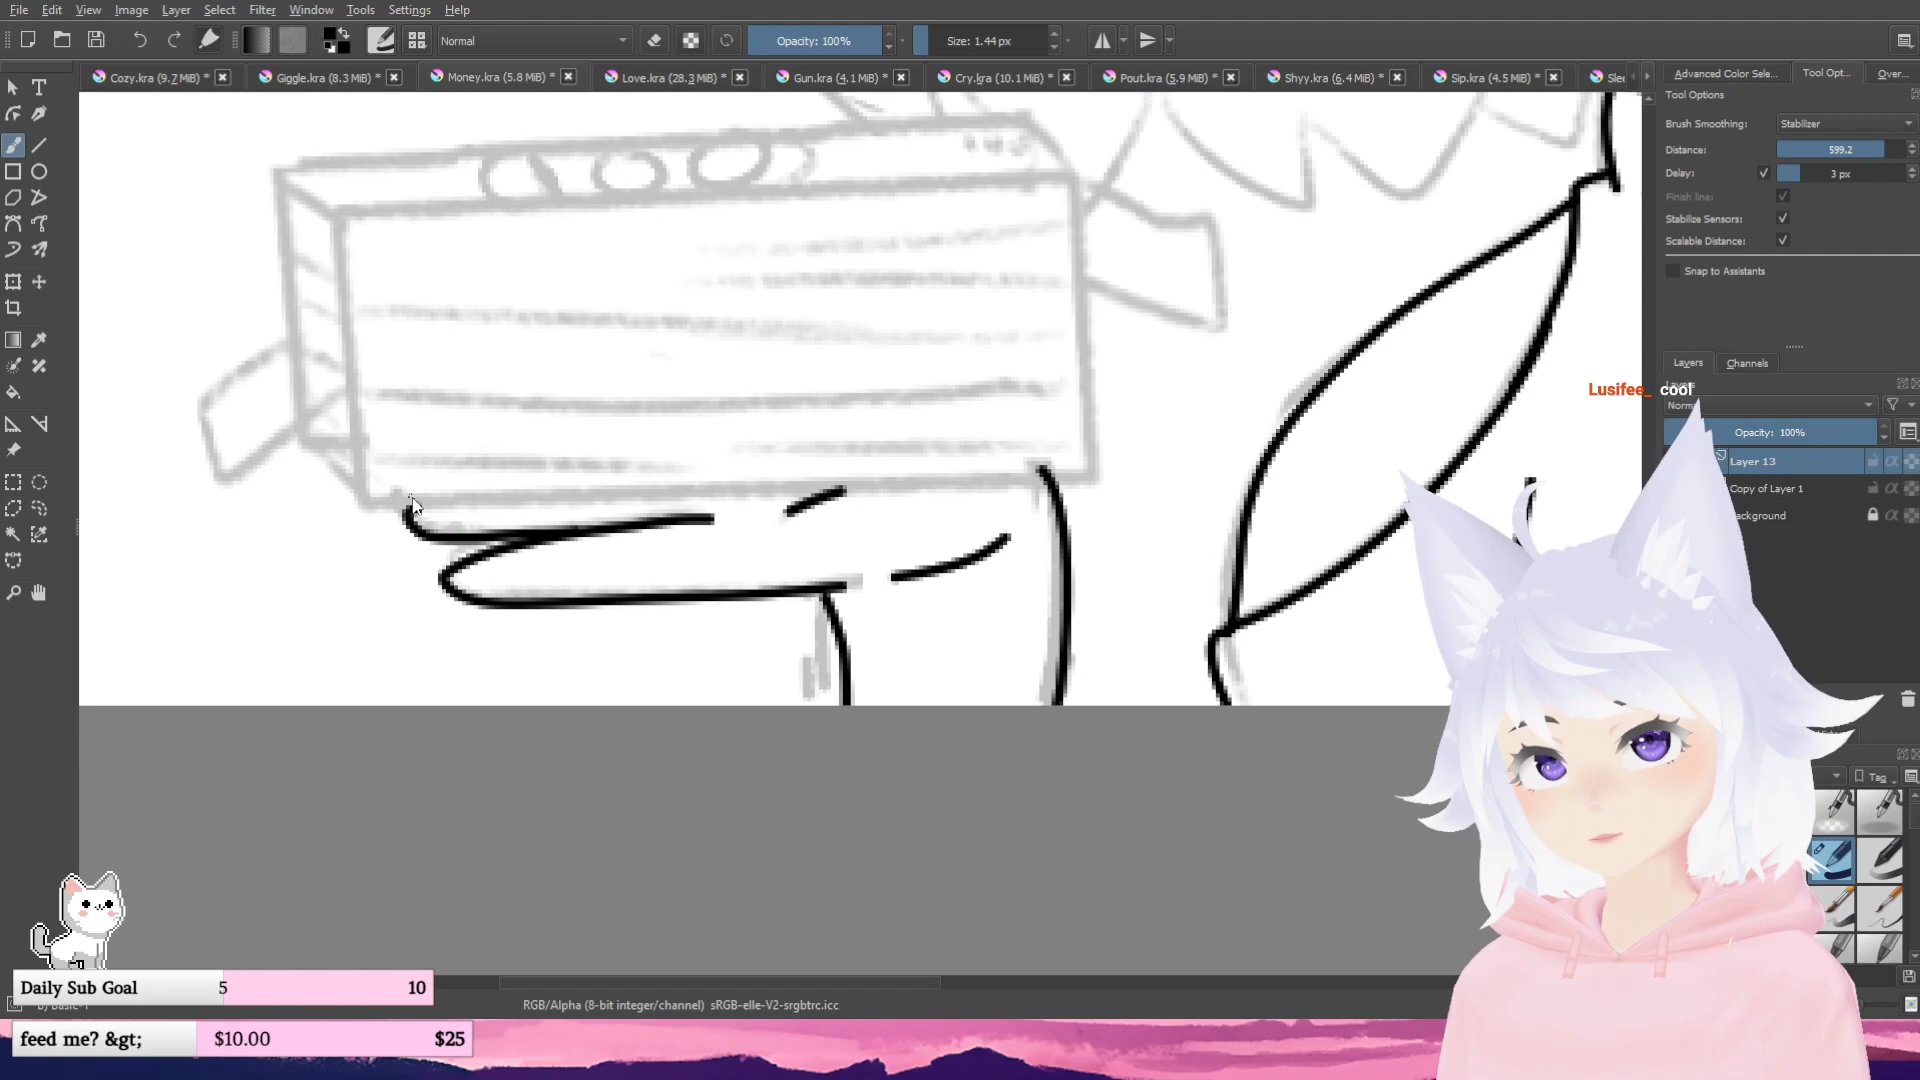 File Edit View Image Layer Select Filter Window Tools Settings Help
Normal
Opacity: 100%
Size: 1.44 px
Cozy.kra (9.7 MiB) *
Giggle.kra (8.3 MiB) *
Money.kra (5.8 MiB) *
Love.kra (28.3 MiB) *
Gun.kra (4.1 MiB) *
Cry.kra (10.1 MiB) *
Pout.kra (5.9 MiB) *
Shyy.kra (6.4 MiB) *
Sip.kra (4.5 MiB) *
Slee
Advanced Color Sele...
Tool Opt...
Over...
Tool Options
Brush Smoothing: Stabilizer
Distance: 599.2
Delay: 3 px
Finish line:
Stabilize Sensors:
Scalable Distance:
Snap to Assistants
Layers Channels
Lusifee_ cool
Opacity: 100%
Layer 13
Copy of Layer 1
ackground
Tag
Daily Sub Goal 5 10
RGB/Alpha (8-bit integer/channel) sRGB-elle-V2-srgbtrc.icc
feed me? &gt; $10.00 $25